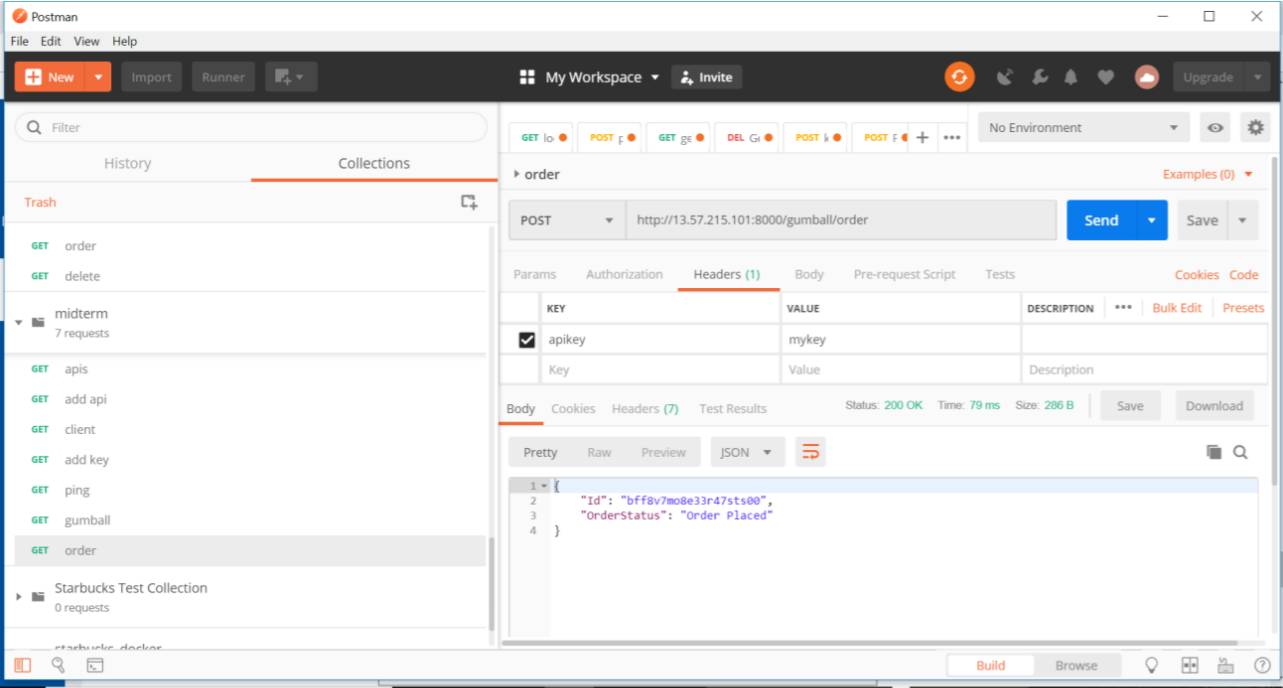 Postman
File Edit View Help
New Import Runner My Workspace Invite Upgrade
Filter
History Collections
Trash
GET order
GET delete
midterm
7 requests
GET apis
GET add api
GET client
GET add key
GET ping
GET gumball
GET order
Starbucks Test Collection
0 requests
starbucks_docker
GET POST GET DEL POST POST No Environment
order Examples (0)
POST http://13.57.215.101:8000/gumball/order Send Save
Params Authorization Headers (1) Body Pre-request Script Tests Cookies Code
KEY VALUE DESCRIPTION Bulk Edit Presets
apikey mykey
Key Value Description
Body Cookies Headers (7) Test Results Status: 200 OK Time: 79 ms Size: 286 B Save Download
Pretty Raw Preview JSON
1 {
2 "Id": "bff8v7mo8e33r47sts00",
3 "OrderStatus": "Order Placed"
4 }
Build Browse